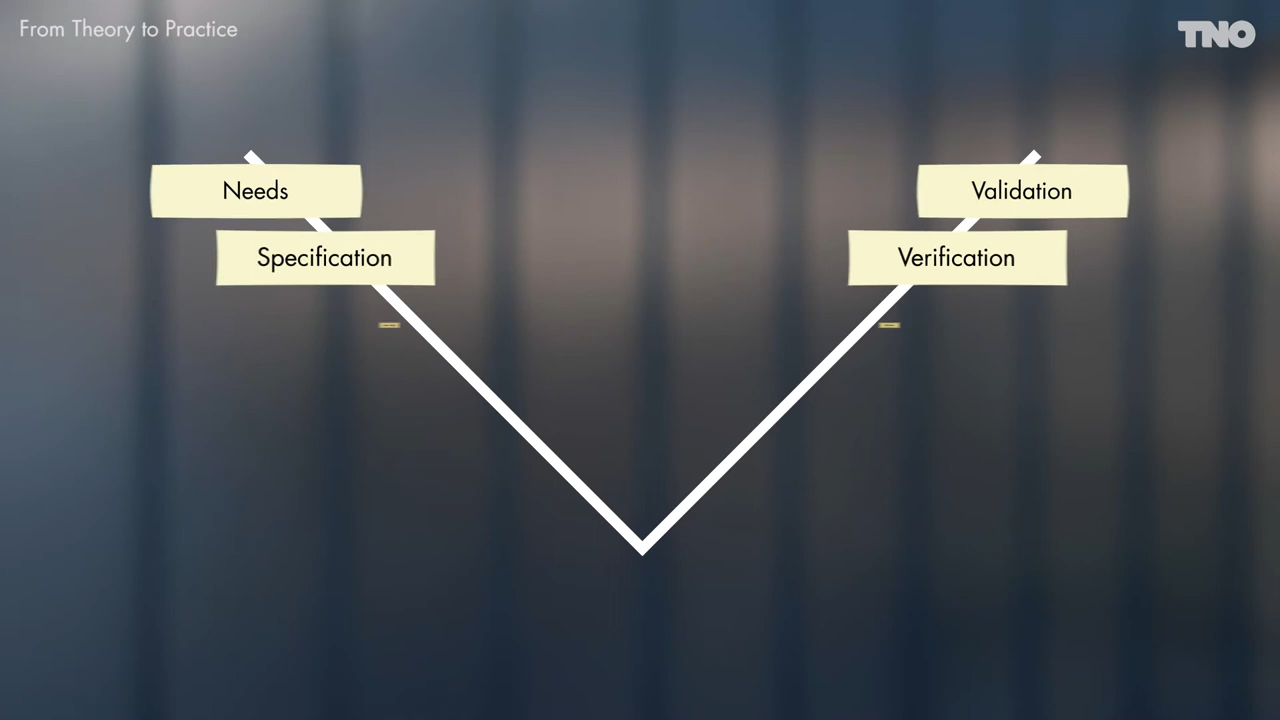 From Theory to Practice
TNO
Needs
Validation
Specification
Verification